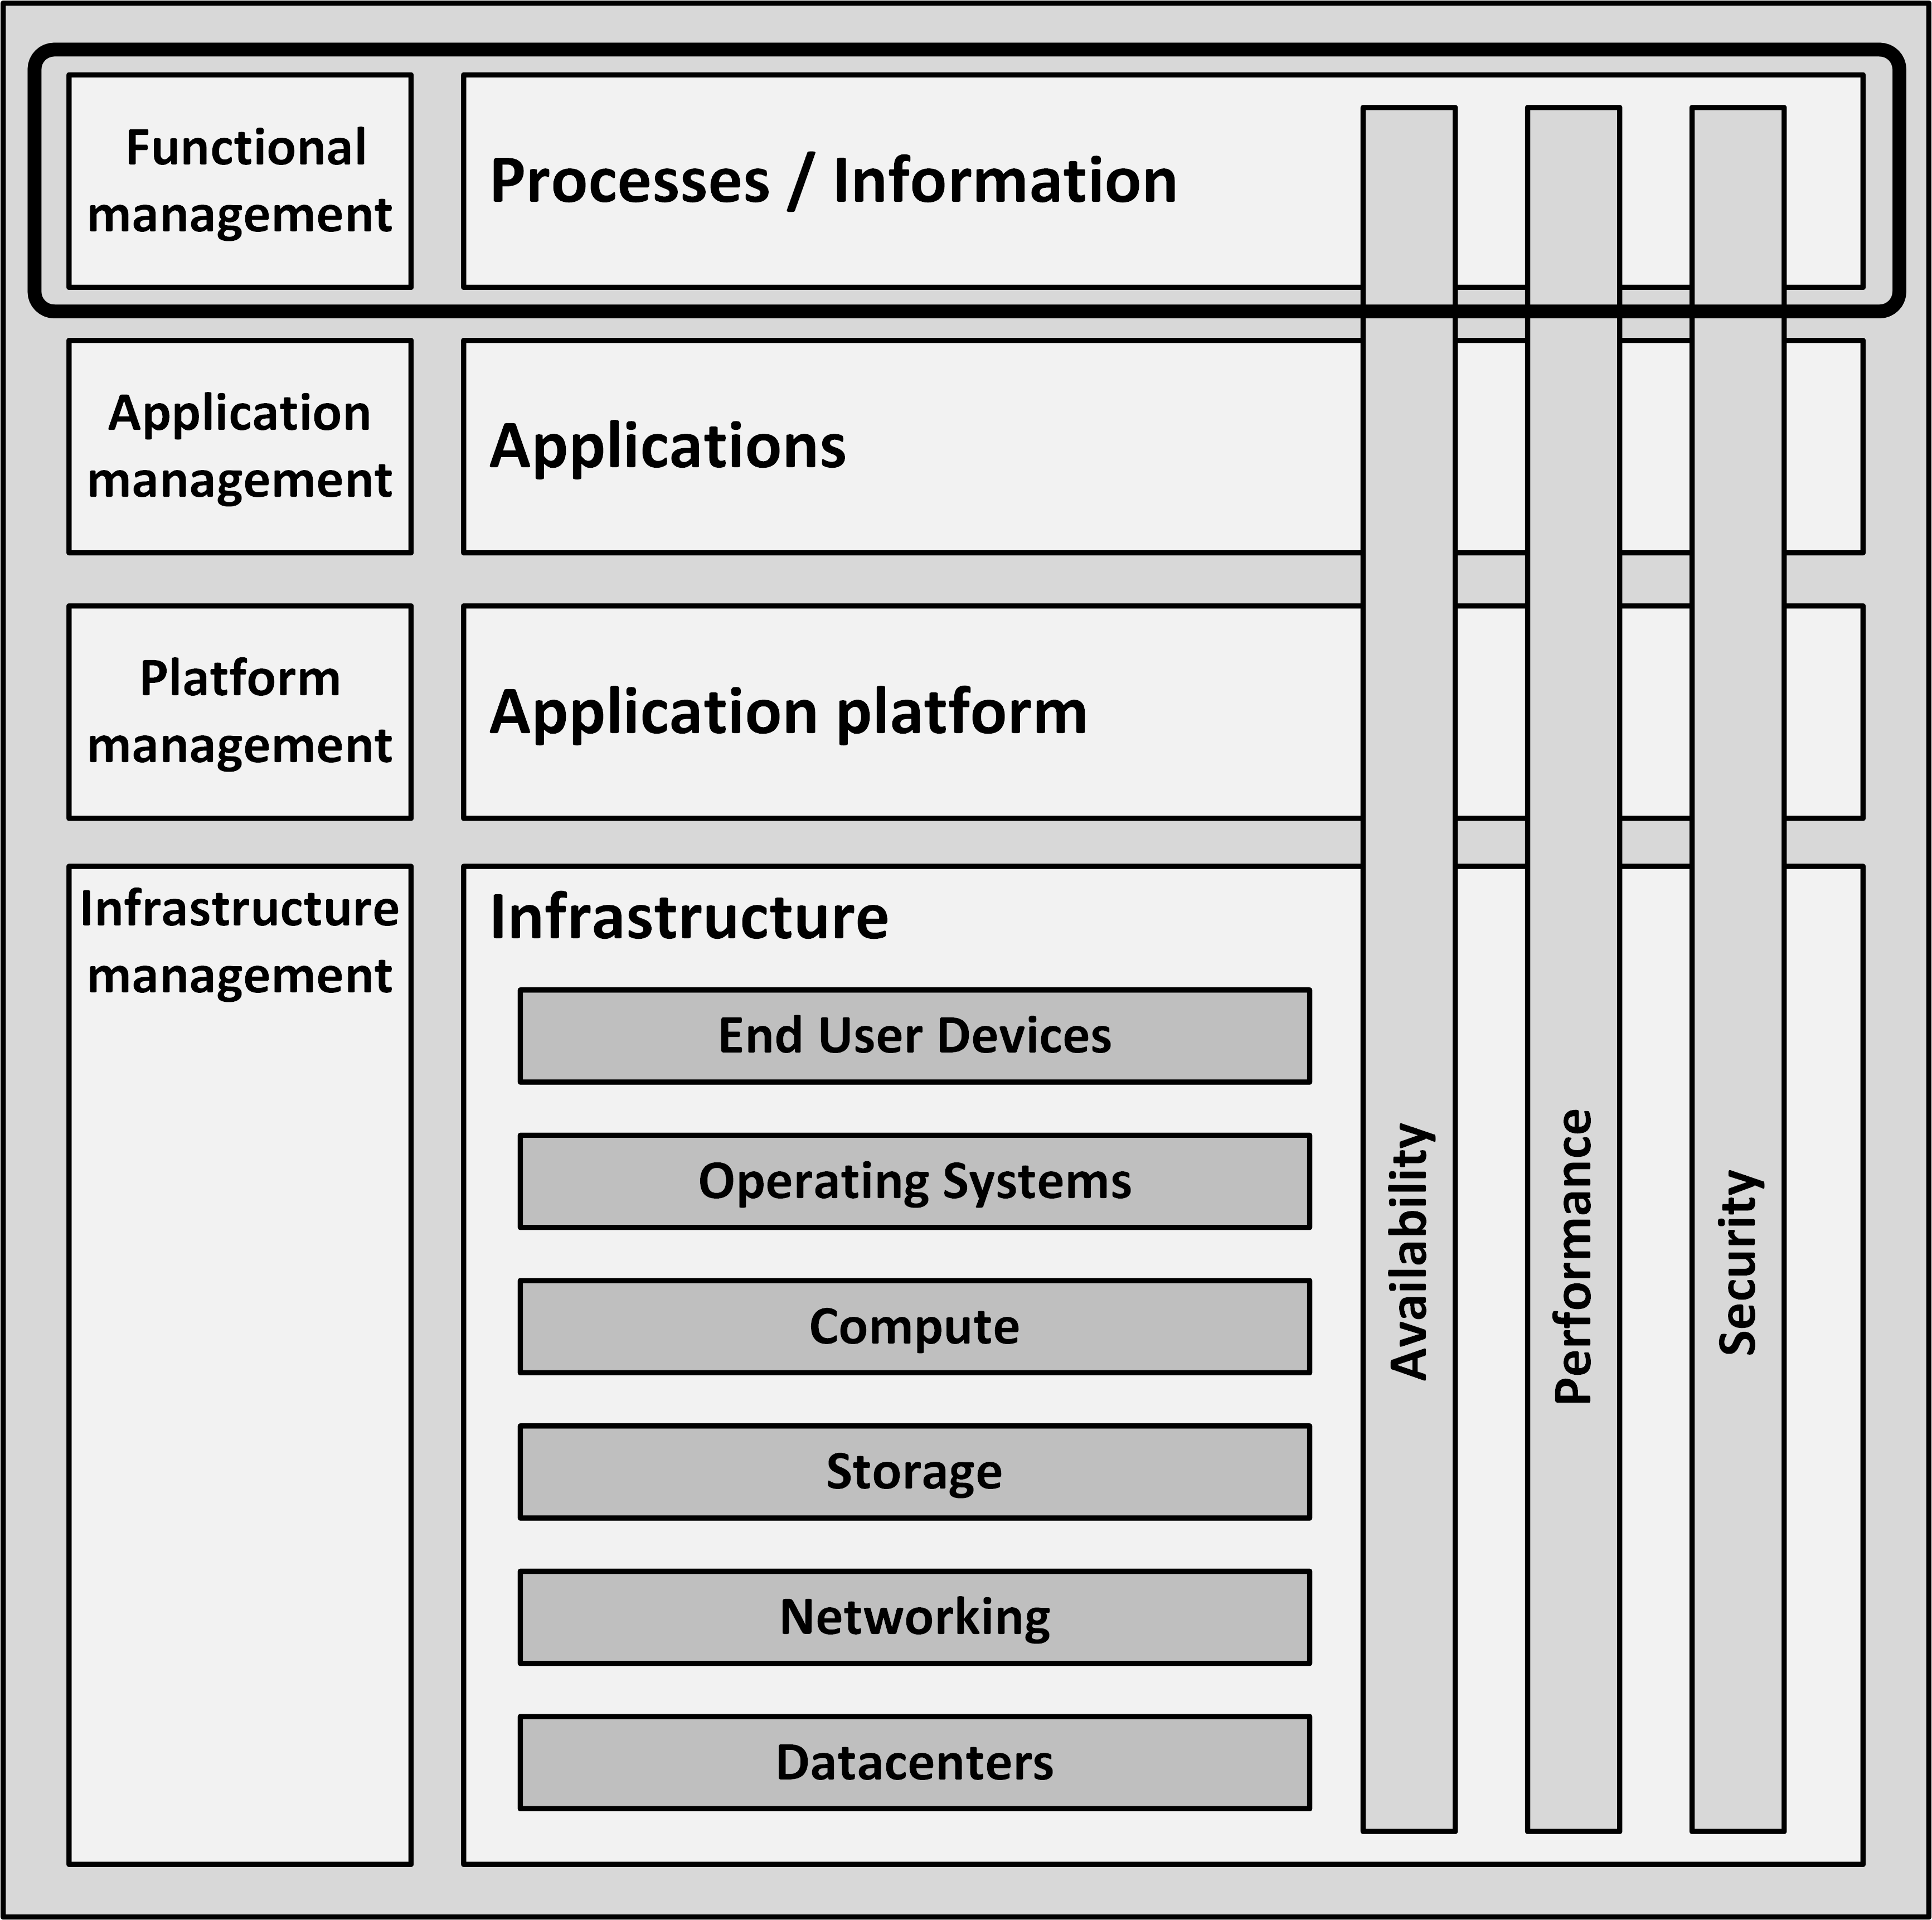 Functional
management
Processes / Information
Application
management
Applications
Platform
management
Application platform
Infrastructure
management
Infrastructure
End User Devices
Operating Systems
Compute
Storage
Networking
Datacenters
Availability
Performance
Security